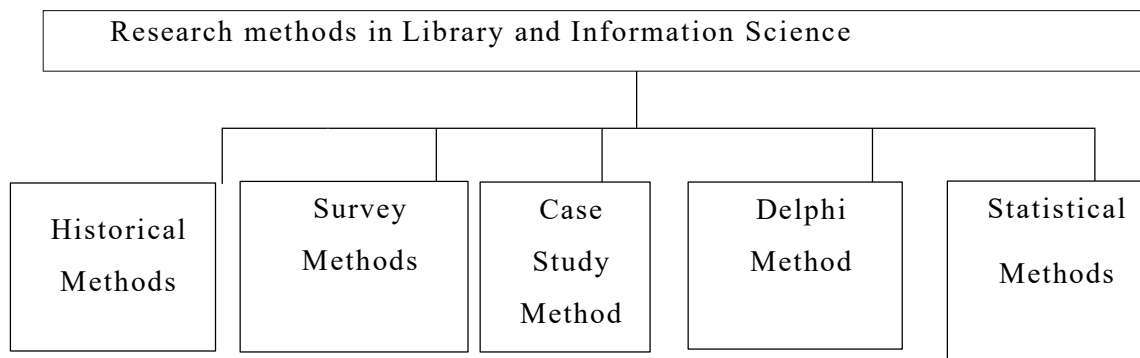 Research methods in Library and Information Science
Historical
Methods
Survey
Methods
Case
Study
Method
Delphi
Method
Statistical
Methods